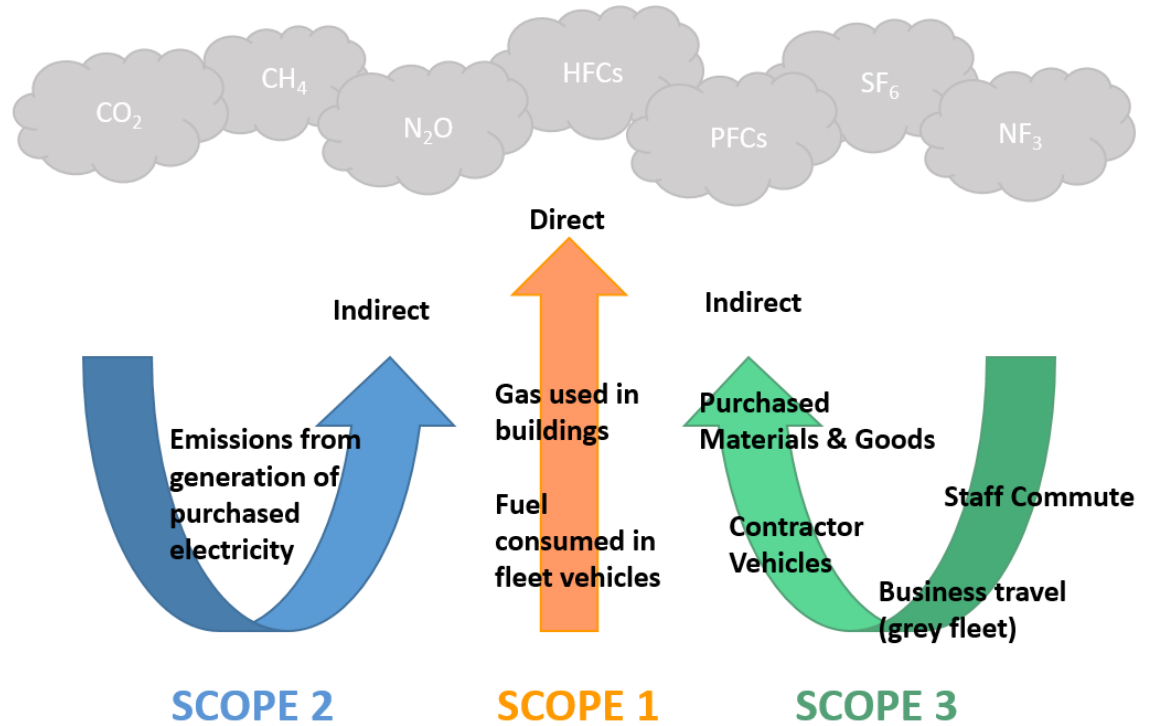 CO₂
CH₄
N₂O
HFCs
PFCs
SF₆
NF₃
Direct
Indirect
Indirect
Emissions from
generation of
purchased
electricity
Gas used in
buildings
Fuel
consumed in
fleet vehicles
Purchased
Materials & Goods
Staff Commute
Contractor
Vehicles
Business travel
(grey fleet)
SCOPE 2
SCOPE 1
SCOPE 3